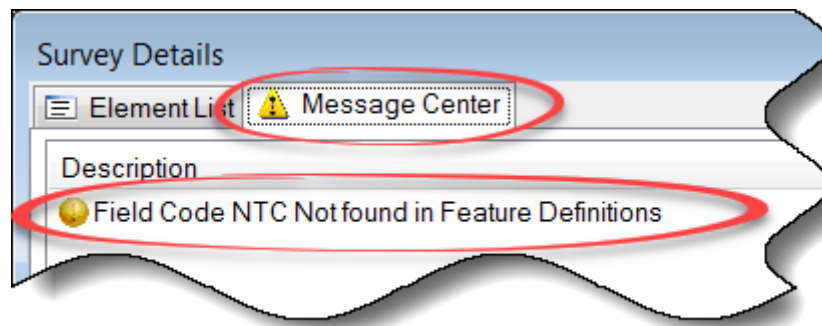 Survey Details
Element List Message Center
Description
Field Code NTC Not found in Feature Definitions